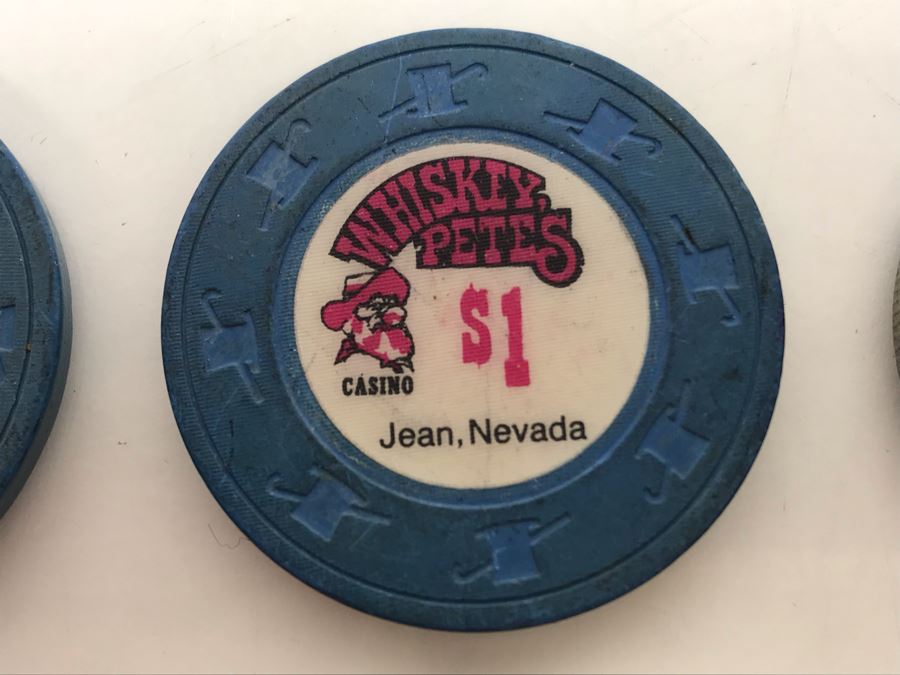 WHISKEY
PETE'S
$1
CASINO
Jean, Nevada